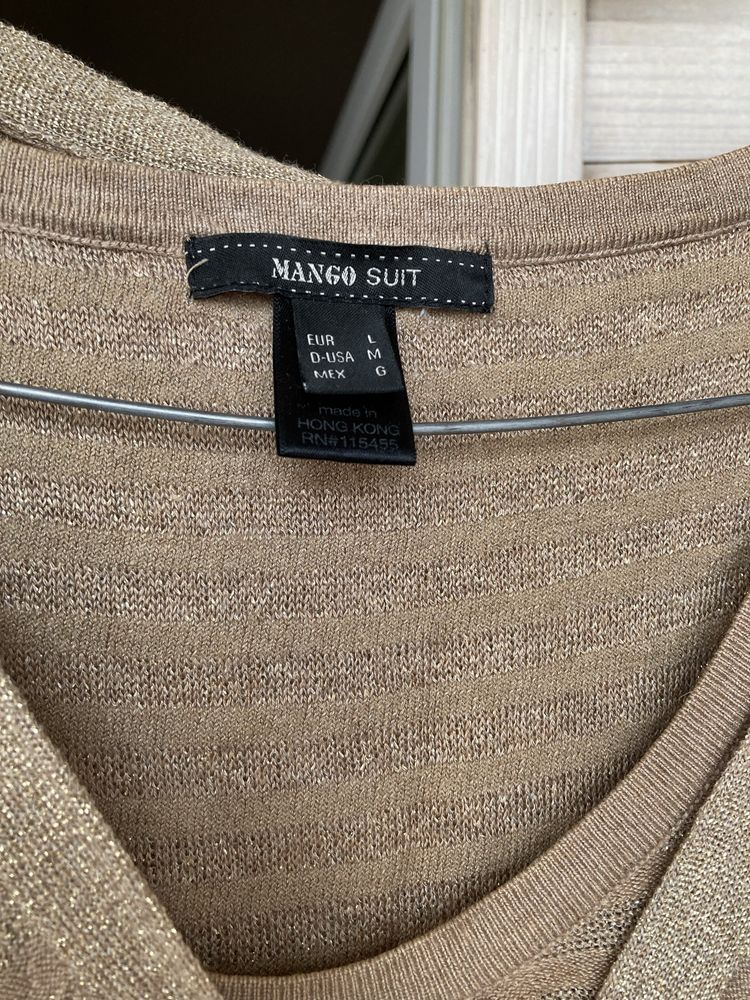 MANGO SUIT
EUR L
D-USA M
MEX G
made in
HONG KONG
RN#115455